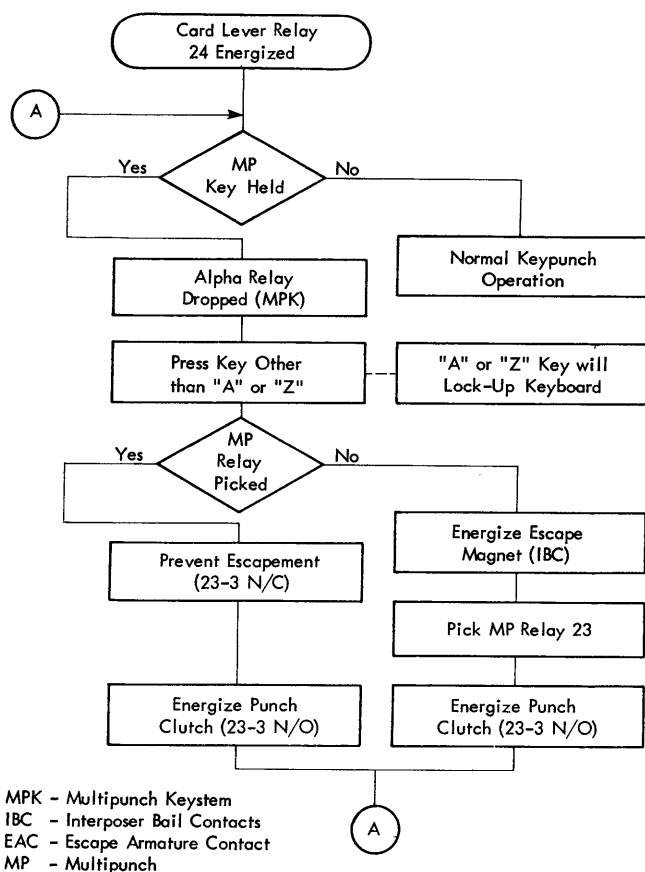 Card Lever Relay
24 Energized
A
Yes
MP
Key Held
No
Alpha Relay
Dropped (MPK)
Normal Keypunch
Operation
Press Key Other
than "A" or "Z"
"A" or "Z" Key will
Lock-Up Keyboard
Yes
MP
Relay
Picked
No
Prevent Escapement
(23-3 N/C)
Energize Escape
Magnet (IBC)
Pick MP Relay 23
Energize Punch
Clutch (23-3 N/O)
Energize Punch
Clutch (23-3 N/O)
A
MPK - Multipunch Keystem
IBC - Interposer Bail Contacts
EAC - Escape Armature Contact
MP - Multipunch